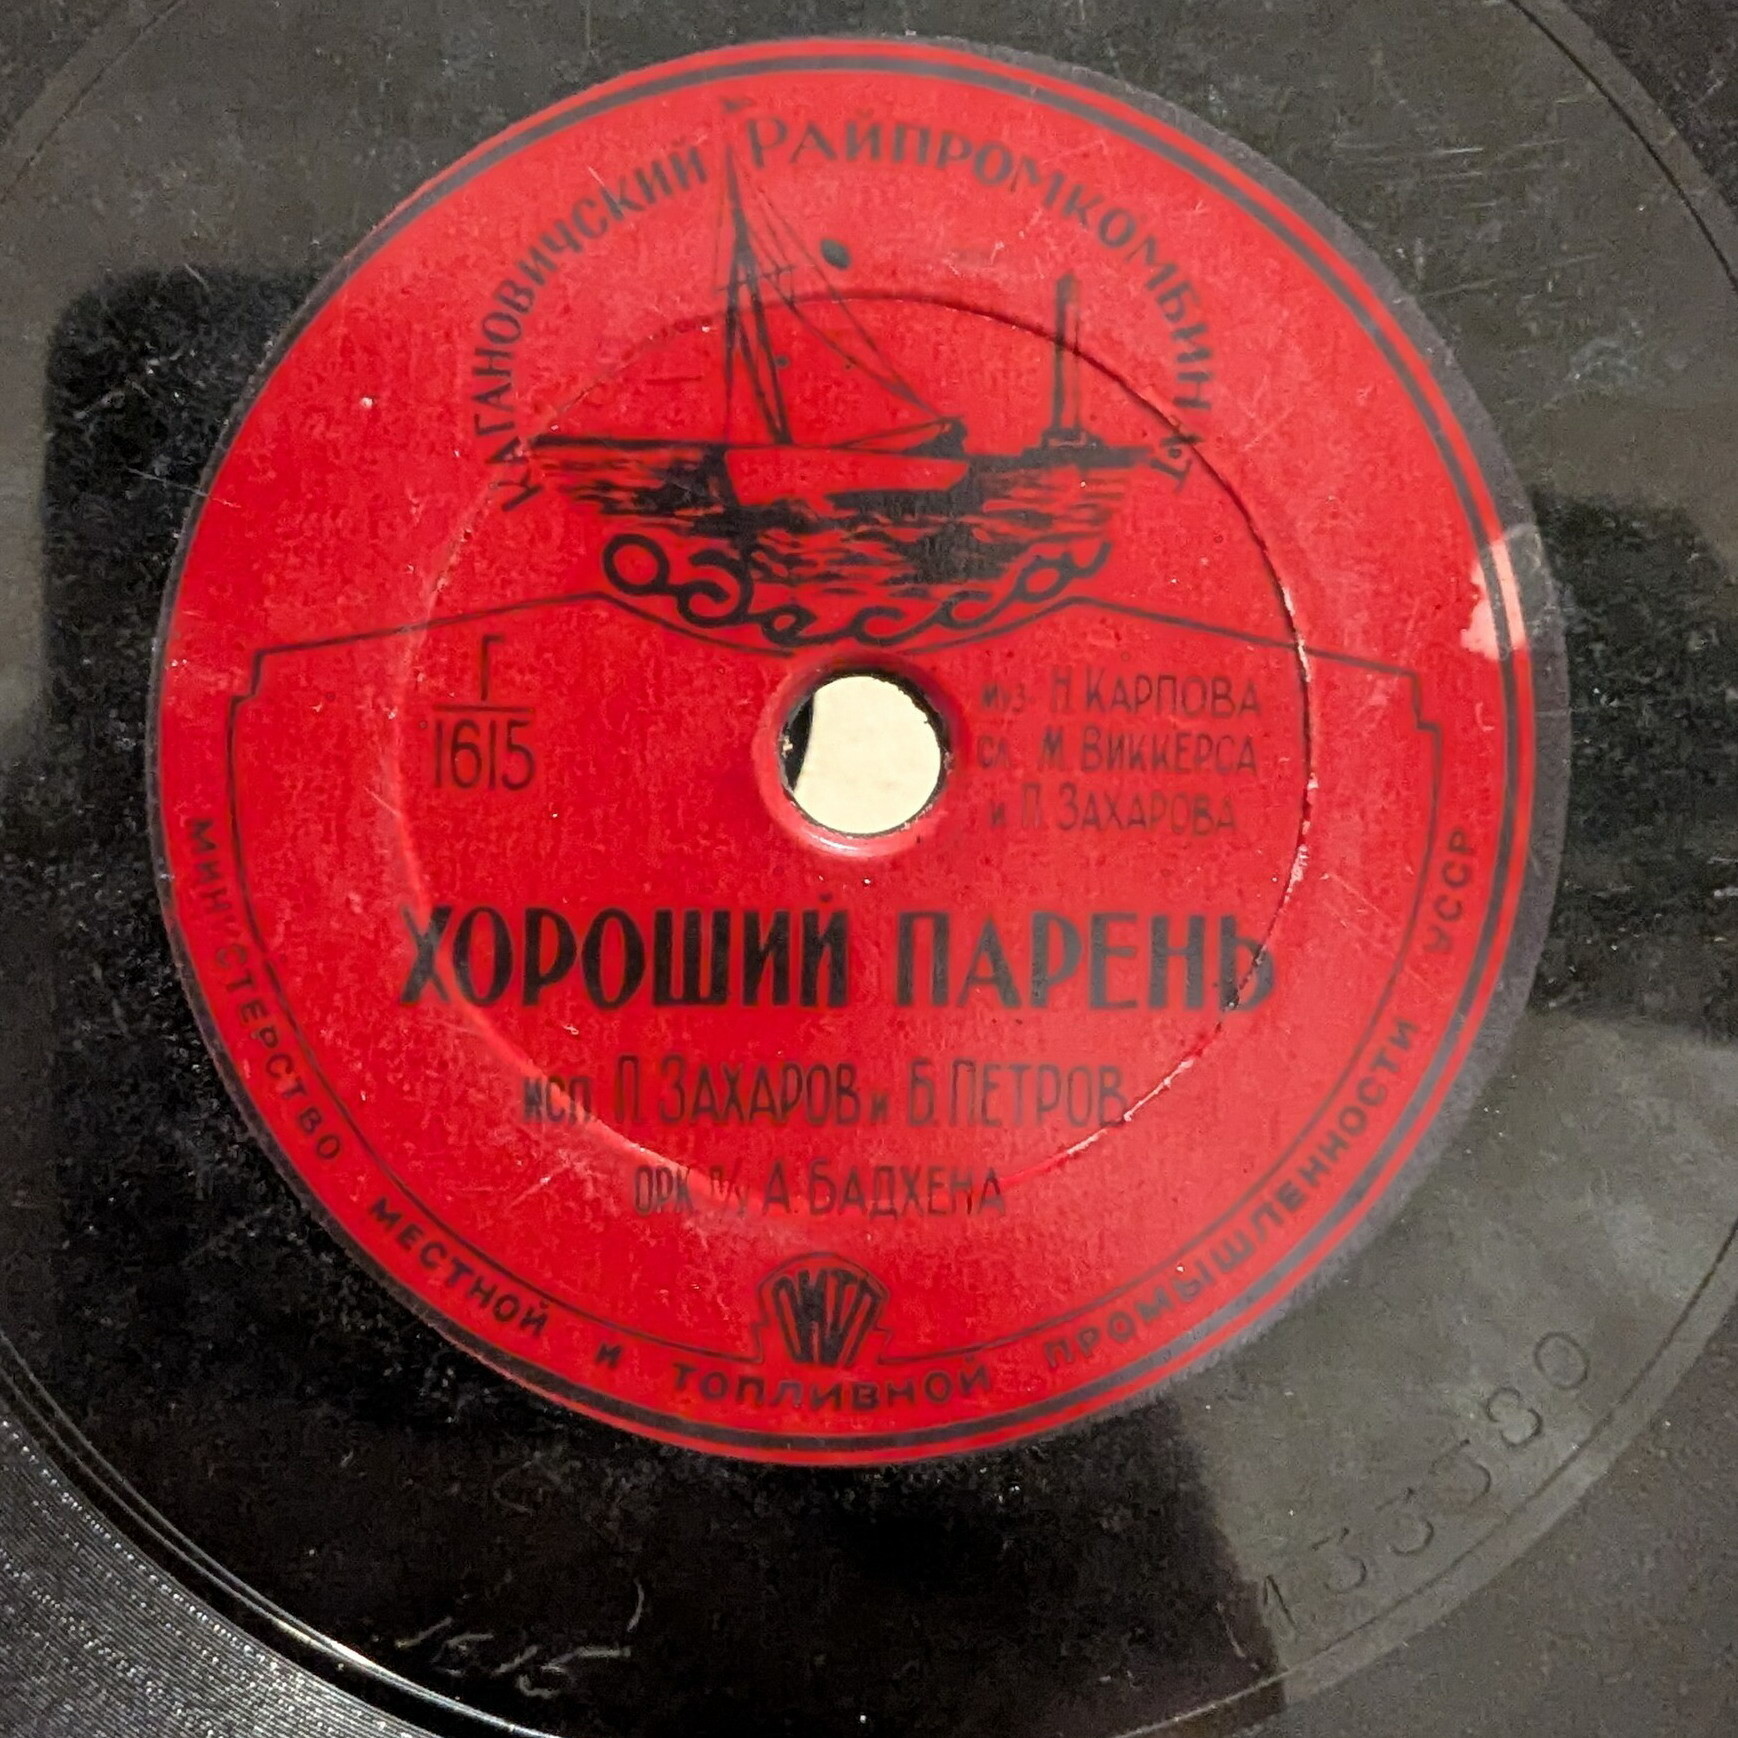 Кагановичский Райпромкомбинат
Одесса
Г
1615
муз. Н. Карпова
сл. М. Виккерса
и П. Захарова
ХОРОШИЙ ПАРЕНЬ
исп. П. Захаров и Б. Петров
орк. п/у А. Бадхена
МИНИСТЕРСТВО МЕСТНОЙ И ТОПЛИВНОЙ ПРОМЫШЛЕННОСТИ УССР
1615